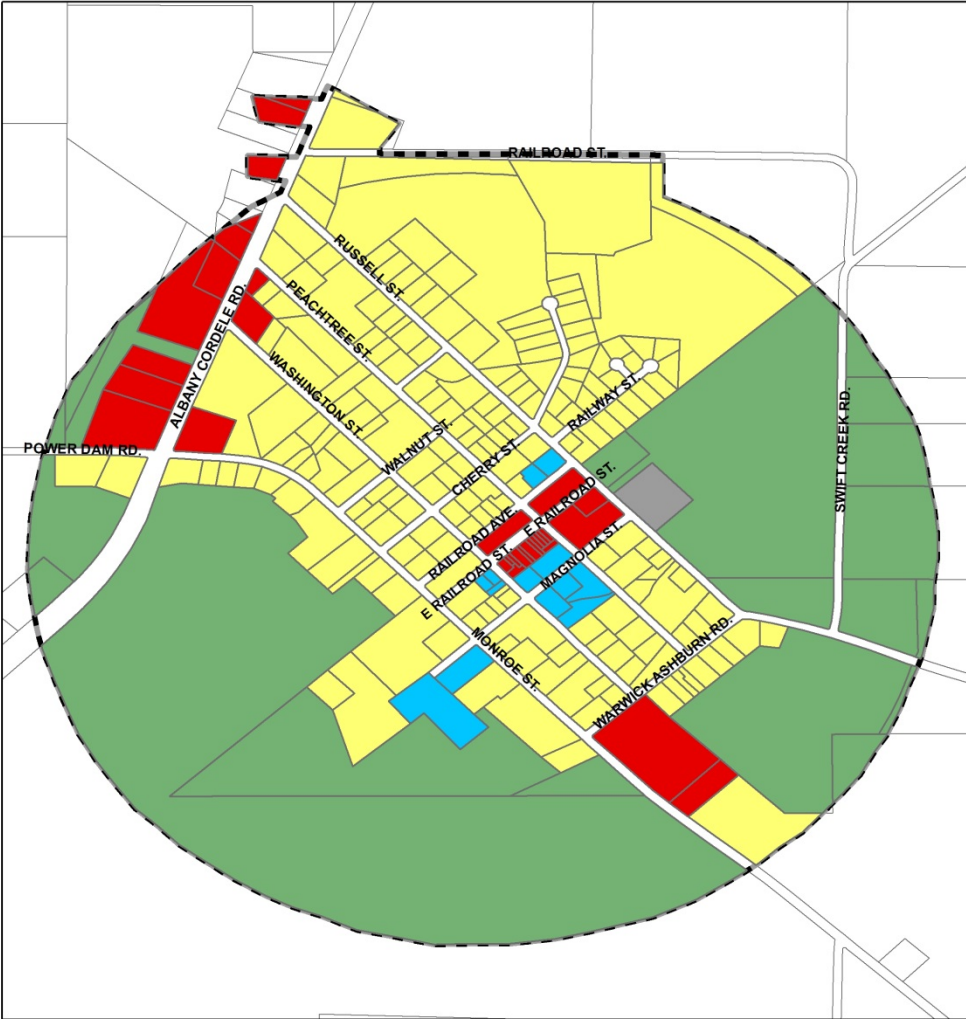 RAILROAD ST.
RUSSELL ST.
PEACHTREE ST.
ALBANY CORDELE RD.
WASHINGTON ST.
RAILWAY ST.
WALNUT ST.
CHERRY ST.
POWER DAM RD.
SWIFT CREEK RD.
E RAILROAD ST.
RAILROAD AVE.
MAGNOLIA ST.
E RAILROAD ST.
MONROE ST.
WARWICK ASHBURN RD.